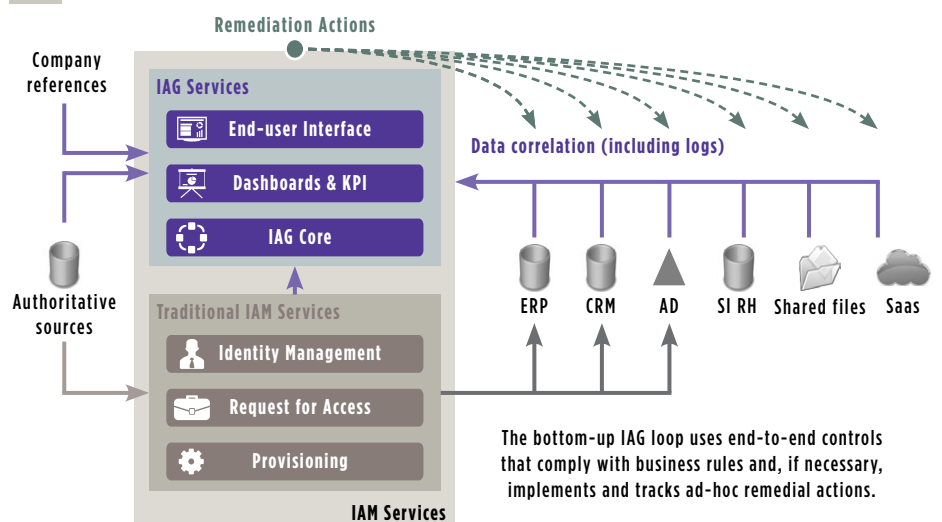 Remediation Actions
Company
references
IAG Services
End-user Interface
Dashboards & KPI
IAG Core
Data correlation (including logs)
Authoritative
sources
ERP
CRM
AD
SI RH
Shared files
Saas
Traditional IAM Services
Identity Management
Request for Access
Provisioning
IAM Services
The bottom-up IAG loop uses end-to-end controls
that comply with business rules and, if necessary,
implements and tracks ad-hoc remedial actions.